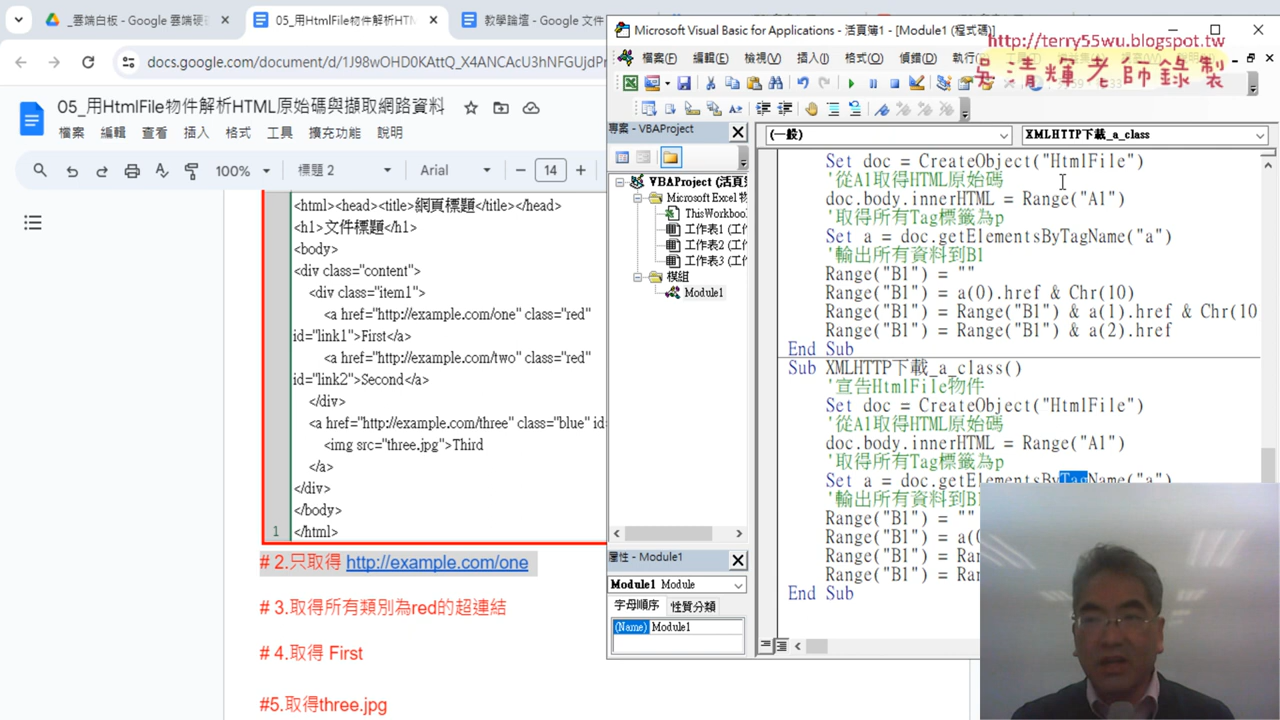 _雲端白板 - Google 雲端硬
05_用HtmlFile物件解析HTM
教學論壇 - Google 文件
docs.google.com/document/d/1J98wOHD0KAttQ_X4ANCAcU3hNFGUjdPr
05_用HtmlFile物件解析HTML原始碼與擷取網路資料
檔案 編輯 查看 插入 格式 工具 擴充功能 說明
100% 標題 2 Arial 14
<html><head><title>網頁標題</title></head>
<h1>文件標題</h1>
<body>
<div class="content">
<div class="item1">
<a href="http://example.com/one" class="red"
id="link1">First</a>
<a href="http://example.com/two" class="red"
id="link2">Second</a>
</div>
<a href="http://example.com/three" class="blue" id=
<img src="three.jpg">Third
</a>
</div>
</body>
1 </html>
# 2.只取得 http://example.com/one
# 3.取得所有類別為red的超連結
# 4.取得 First
#5.取得three.jpg
Microsoft Visual Basic for Applications - 活頁簿1 - [Module1 (程式碼)]
http://terry55wu.blogspot.tw
吳清輝老師錄製
檔案(F) 編輯(E) 檢視(V) 插入(I) 格式(O) 偵錯(D) 執行
專案 - VBAProject
VBAProject (活頁簿
Microsoft Excel 物
ThisWorkboo
工作表1 (工
工作表2 (工
工作表3 (工
模組
Module1
屬性 - Module1
Module1 Module
字母順序 性質分類
(Name) Module1
(一般)
XMLHTTP下載_a_class
Set doc = CreateObject("HtmlFile")
'從A1取得HTML原始碼
doc.body.innerHTML = Range("A1")
'取得所有Tag標籤為p
Set a = doc.getElementsByTagName("a")
'輸出所有資料到B1
Range("B1") = ""
Range("B1") = a(0).href & Chr(10)
Range("B1") = Range("B1") & a(1).href & Chr(10
Range("B1") = Range("B1") & a(2).href
End Sub
Sub XMLHTTP下載_a_class()
'宣告HtmlFile物件
Set doc = CreateObject("HtmlFile")
'從A1取得HTML原始碼
doc.body.innerHTML = Range("A1")
'取得所有Tag標籤為p
Set a = doc.getElementsByTagName("a")
'輸出所有資料到B1
Range("B1") = ""
Range("B1") = a(0
Range("B1") = Ran
Range("B1") = Ran
End Sub